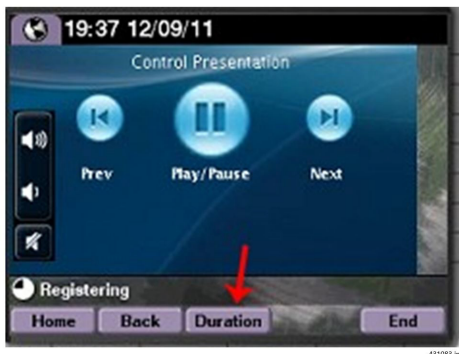 19:37 12/09/11
Control Presentation
Prev Play/Pause Next
Registering
Home Back Duration End